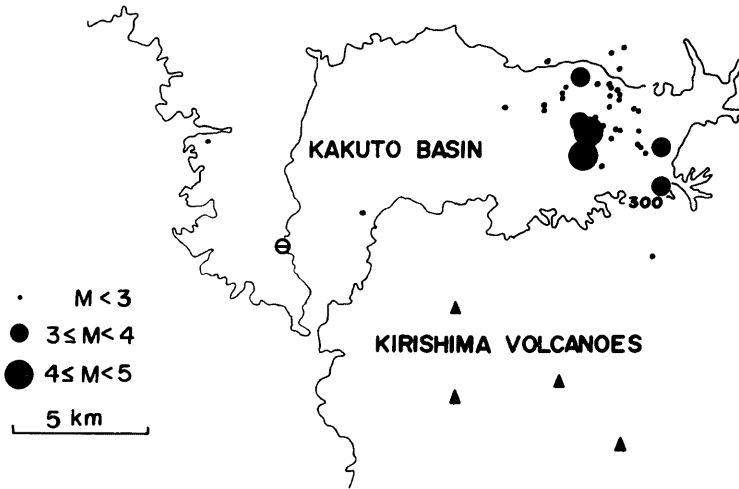 KAKUTO BASIN
300
M < 3
3 ≤ M < 4
4 ≤ M < 5
5 km
KIRISHIMA VOLCANOES